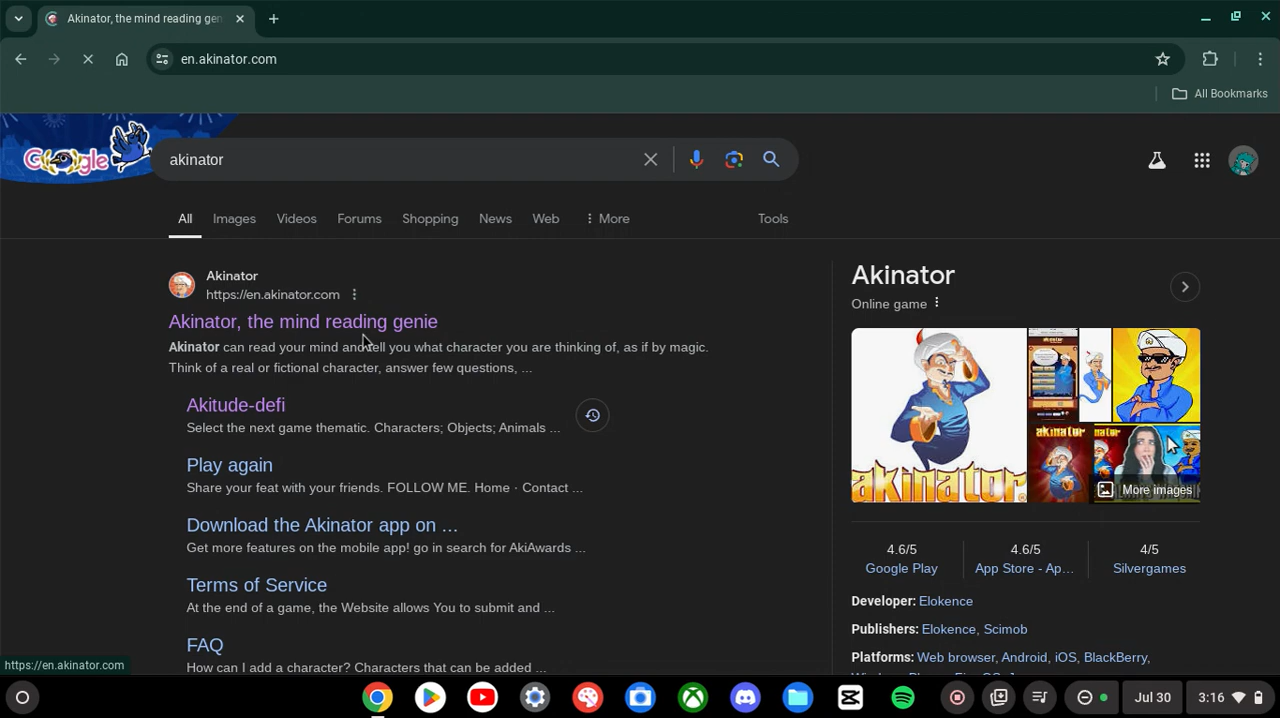 Akinator, the mind reading gen
en.akinator.com
All Bookmarks
Google
akinator
All
Images
Videos
Forums
Shopping
News
Web
More
Tools
Akinator
https://en.akinator.com
Akinator, the mind reading genie
Akinator can read your mind and tell you what character you are thinking of, as if by magic.
Think of a real or fictional character, answer few questions, ...
Akitude-defi
Select the next game thematic. Characters; Objects; Animals ...
Play again
Share your feat with your friends. FOLLOW ME. Home · Contact ...
Download the Akinator app on ...
Get more features on the mobile app! go in search for AkiAwards ...
Terms of Service
At the end of a game, the Website allows You to submit and ...
FAQ
How can I add a character? Characters that can be added ...
Akinator
Online game
akinator
akinator
akinator
More images
4.6/5
Google Play
4.6/5
App Store - Ap...
4/5
Silvergames
Developer: Elokence
Publishers: Elokence, Scimob
Platforms: Web browser, Android, iOS, BlackBerry,
https://en.akinator.com
Jul 30
3:16